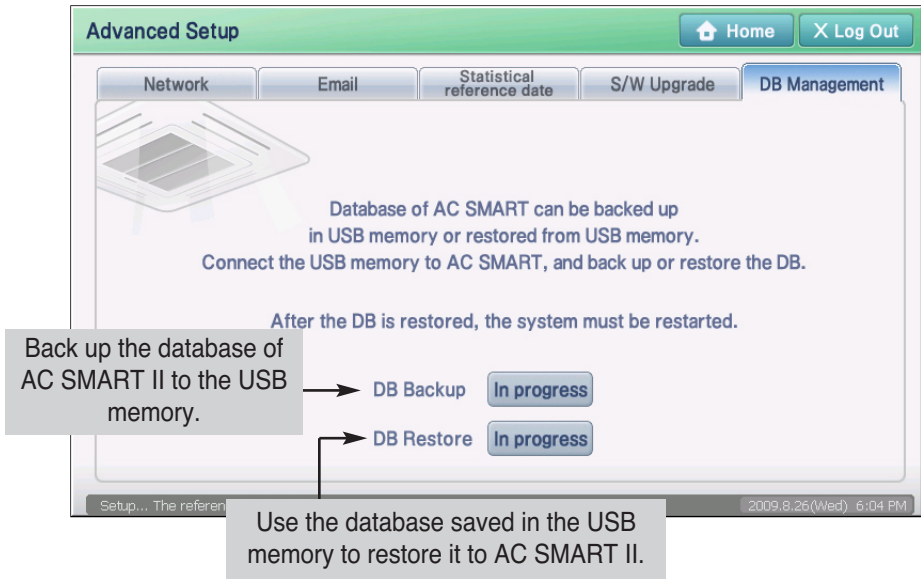 Advanced Setup
Home
X Log Out
Network
Email
Statistical
reference date
S/W Upgrade
DB Management
Database of AC SMART can be backed up
in USB memory or restored from USB memory.
Connect the USB memory to AC SMART, and back up or restore the DB.
After the DB is restored, the system must be restarted.
Back up the database of
AC SMART II to the USB
memory.
DB Backup
In progress
DB Restore
In progress
Setup... The referen
2009.8.26(Wed) 6:04 PM
Use the database saved in the USB
memory to restore it to AC SMART II.